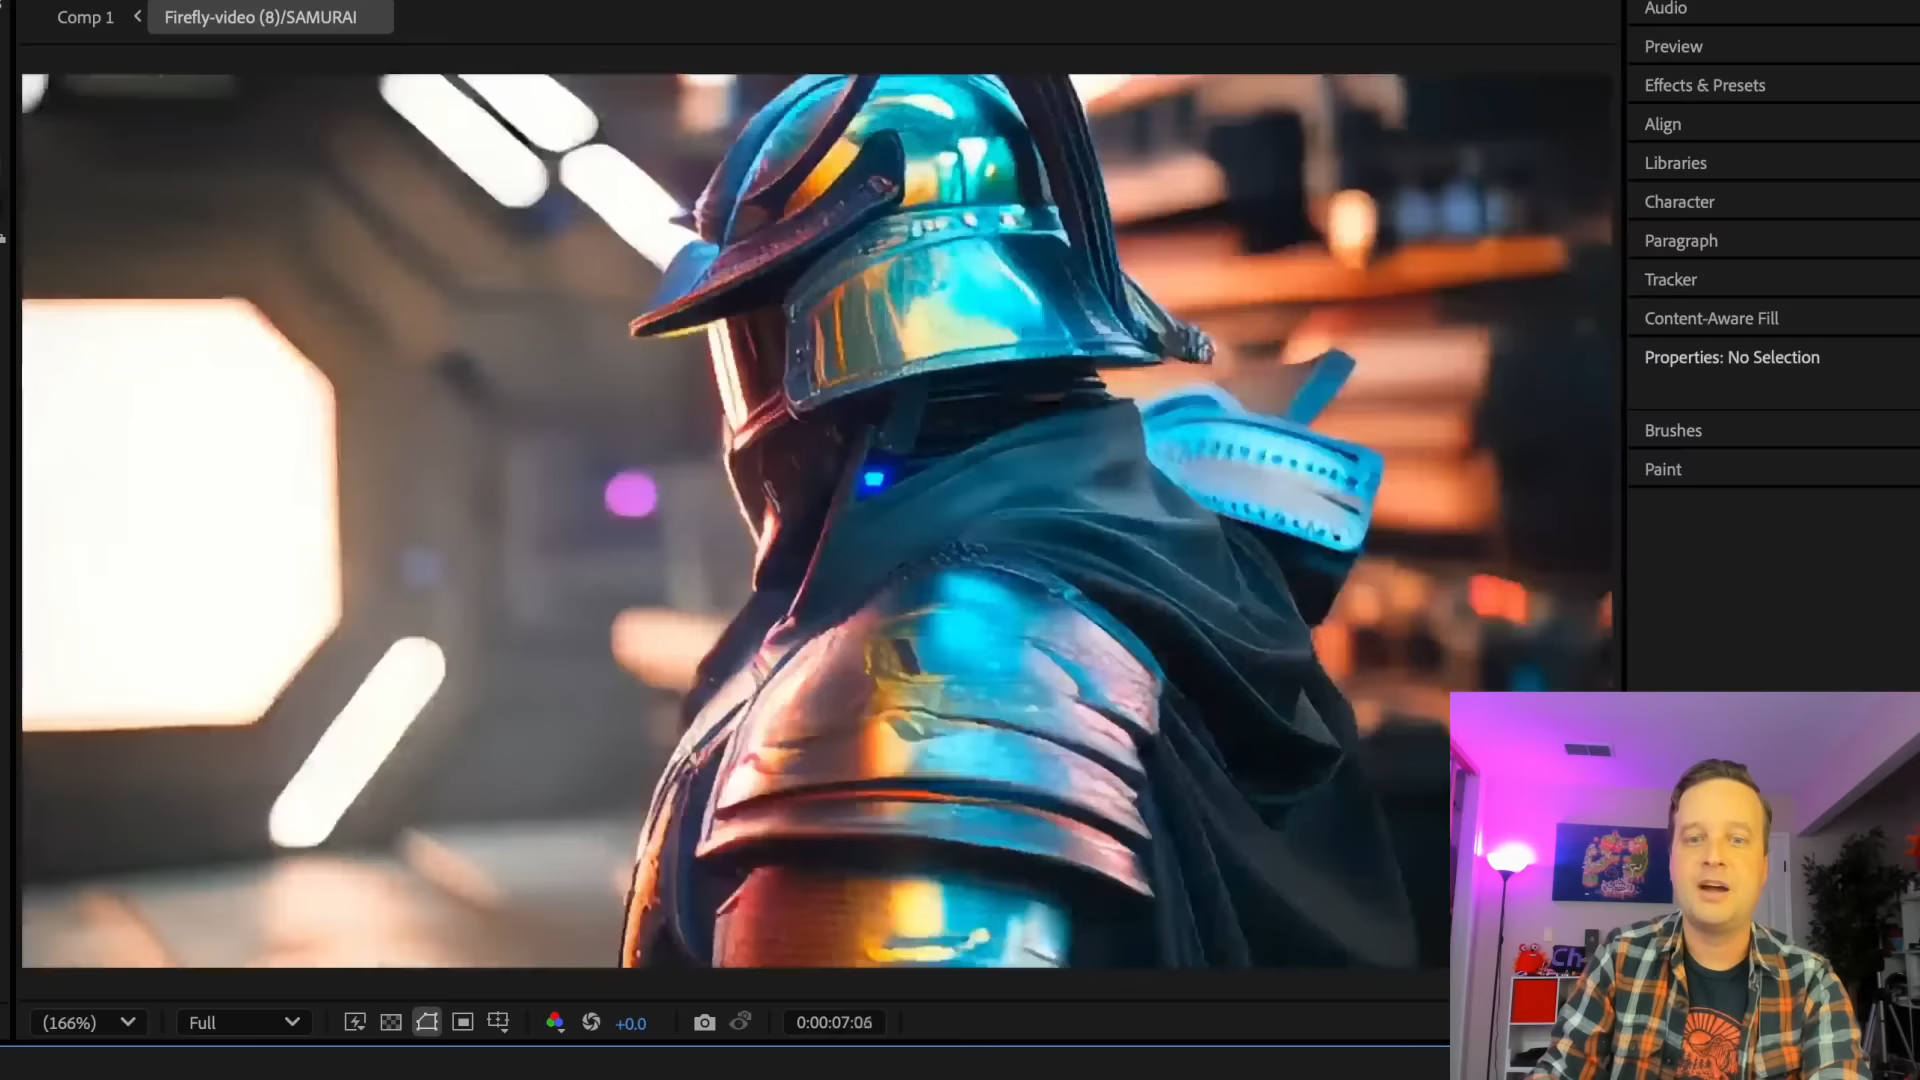 Comp 1
Firefly-video (8)/SAMURAI
Audio
Preview
Effects & Presets
Align
Libraries
Character
Paragraph
Tracker
Content-Aware Fill
Properties: No Selection
Brushes
Paint
Ch
(166%)
Full
+0.0
0:00:07:06